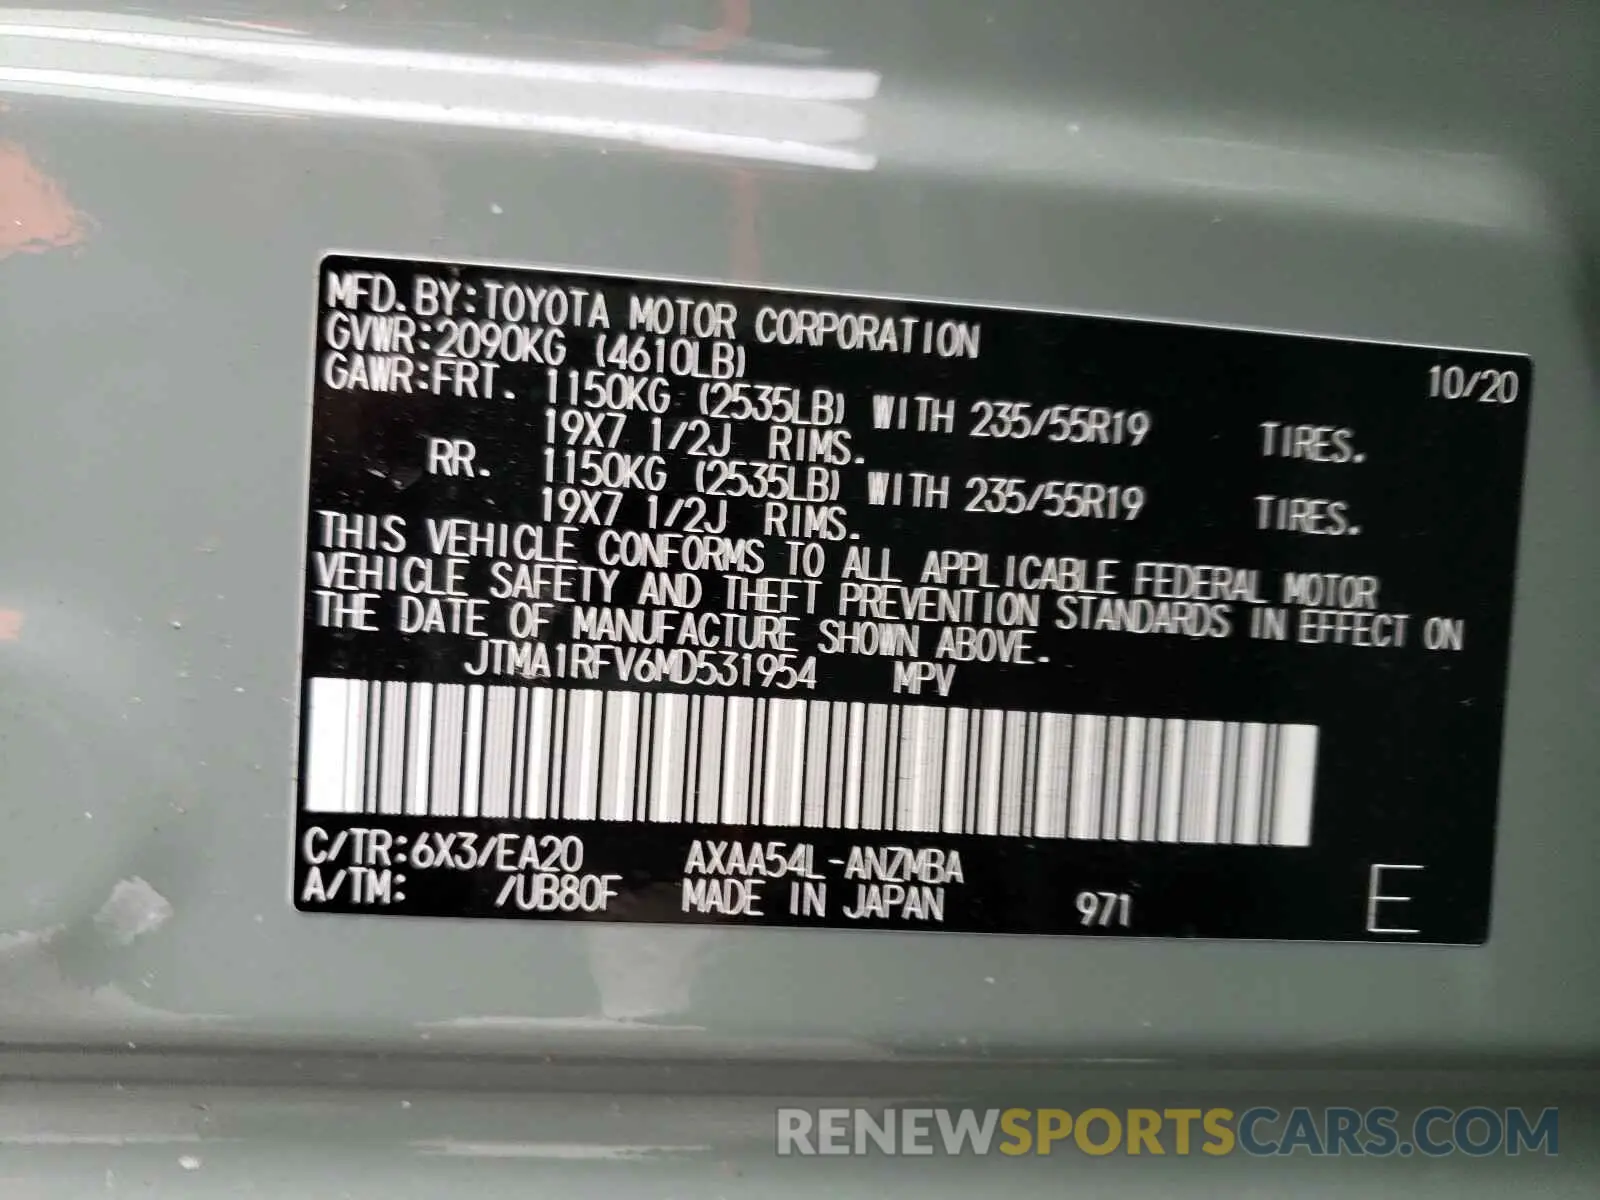 MFD. BY: TOYOTA MOTOR CORPORATION 10/20
GVWR: 2090KG (4610LB)
GAWR: FRT. 1150KG (2535LB) WITH 235/55R19 TIRES.
19X7 1/2J RIMS.
RR. 1150KG (2535LB) WITH 235/55R19 TIRES.
19X7 1/2J RIMS.
THIS VEHICLE CONFORMS TO ALL APPLICABLE FEDERAL MOTOR
VEHICLE SAFETY AND THEFT PREVENTION STANDARDS IN EFFECT ON
THE DATE OF MANUFACTURE SHOWN ABOVE.
JTMA1RFV6MD531954 MPV
C/TR: 6X3/EA20 AXAA54L-ANZMBA
A/TM: /UB80F MADE IN JAPAN 971 E
RENEWSPORTSCARS.COM